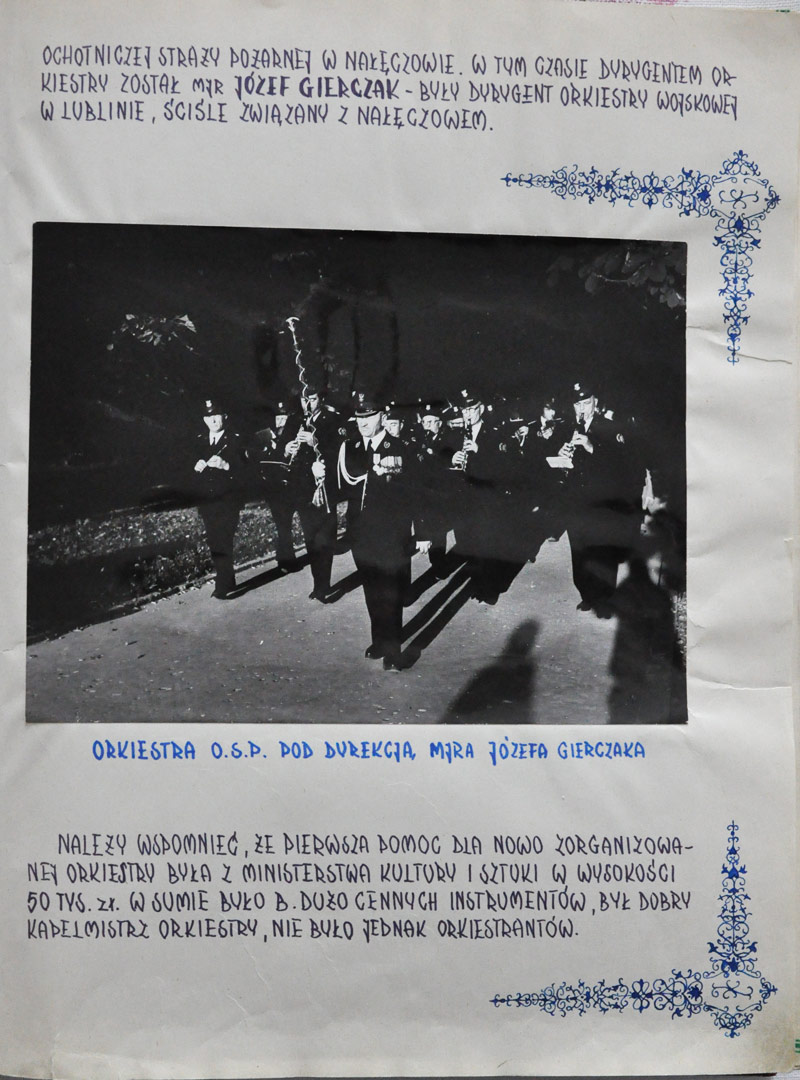 OCHOTNICZEJ STRAŻY POŻARNEJ W NAŁĘCZOWIE. W TYM CZASIE DYRYGENTEM OR-
KIESTRY ZOSTAŁ MJR JÓZEF GIERCZAK - BYŁY DYRYGENT ORKIESTRY WOJSKOWEJ
W LUBLINIE, ŚCIŚLE ZWIĄZANY Z NAŁĘCZOWEM.
ORKIESTRA O.S.P. POD DYREKCJĄ MJRA JÓZEFA GIERCZAKA
NALEŻY WSPOMNIEĆ, ŻE PIERWSZA POMOC DLA NOWO ZORGANIZOWA-
NEJ ORKIESTRY BYŁA Z MINISTERSTWA KULTURY I SZTUKI W WYSOKOŚCI
50 TYS. ZŁ. W SUMIE BYŁO B. DUŻO CENNYCH INSTRUMENTÓW, BYŁ DOBRY
KAPELMISTRZ ORKIESTRY, NIE BYŁO JEDNAK ORKIESTRANTÓW.